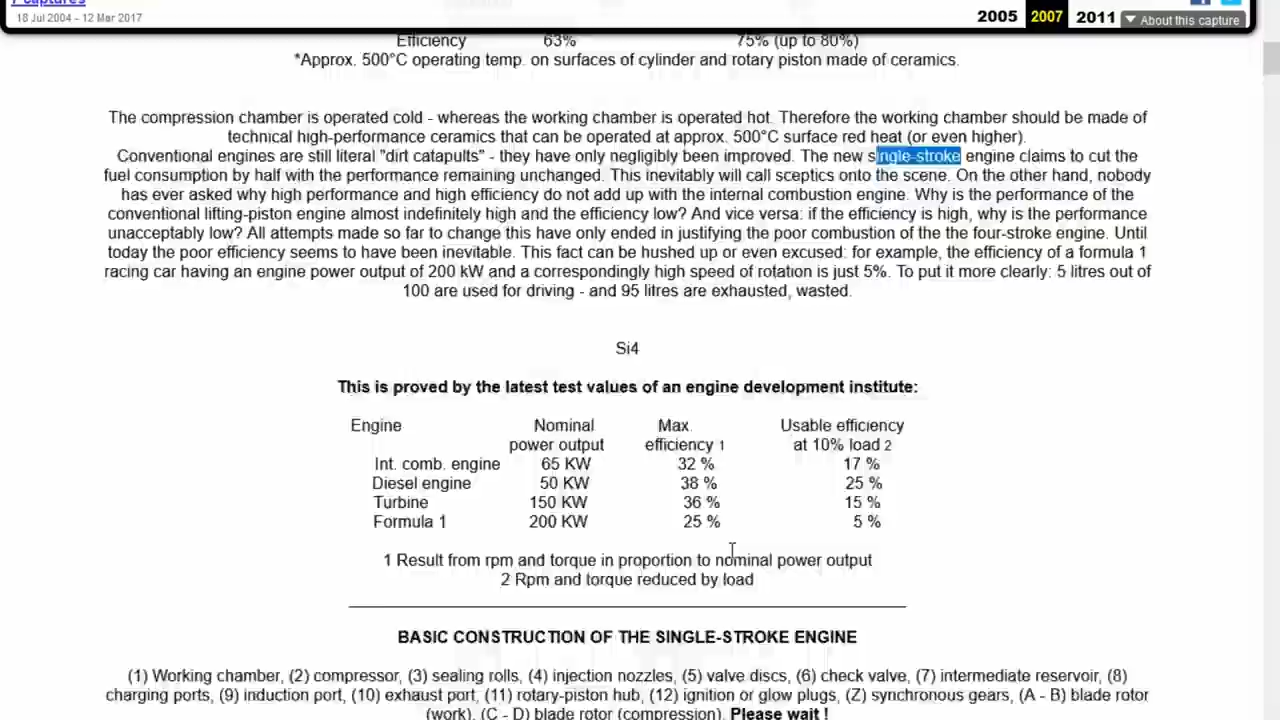 7 captures
18 Jul 2004 – 12 Mar 2017
2005 2007 2011 ▼ About this capture
Efficiency 63% 75% (up to 80%)
*Approx. 500°C operating temp. on surfaces of cylinder and rotary piston made of ceramics.
The compression chamber is operated cold - whereas the working chamber is operated hot. Therefore the working chamber should be made of
technical high-performance ceramics that can be operated at approx. 500°C surface red heat (or even higher).
Conventional engines are still literal "dirt catapults" - they have only negligibly been improved. The new single-stroke engine claims to cut the
fuel consumption by half with the performance remaining unchanged. This inevitably will call sceptics onto the scene. On the other hand, nobody
has ever asked why high performance and high efficiency do not add up with the internal combustion engine. Why is the performance of the
conventional lifting-piston engine almost indefinitely high and the efficiency low? And vice versa: if the efficiency is high, why is the performance
unacceptably low? All attempts made so far to change this have only ended in justifying the poor combustion of the the four-stroke engine. Until
today the poor efficiency seems to have been inevitable. This fact can be hushed up or even excused: for example, the efficiency of a formula 1
racing car having an engine power output of 200 kW and a correspondingly high speed of rotation is just 5%. To put it more clearly: 5 litres out of
100 are used for driving - and 95 litres are exhausted, wasted.
Si4
This is proved by the latest test values of an engine development institute:
Engine Nominal Max. Usable efficiency
power output efficiency 1 at 10% load 2
Int. comb. engine 65 KW 32 % 17 %
Diesel engine 50 KW 38 % 25 %
Turbine 150 KW 36 % 15 %
Formula 1 200 KW 25 % 5 %
1 Result from rpm and torque in proportion to nominal power output
2 Rpm and torque reduced by load
BASIC CONSTRUCTION OF THE SINGLE-STROKE ENGINE
(1) Working chamber, (2) compressor, (3) sealing rolls, (4) injection nozzles, (5) valve discs, (6) check valve, (7) intermediate reservoir, (8)
charging ports, (9) induction port, (10) exhaust port, (11) rotary-piston hub, (12) ignition or glow plugs, (Z) synchronous gears, (A - B) blade rotor
(work), (C - D) blade rotor (compression). Please wait !